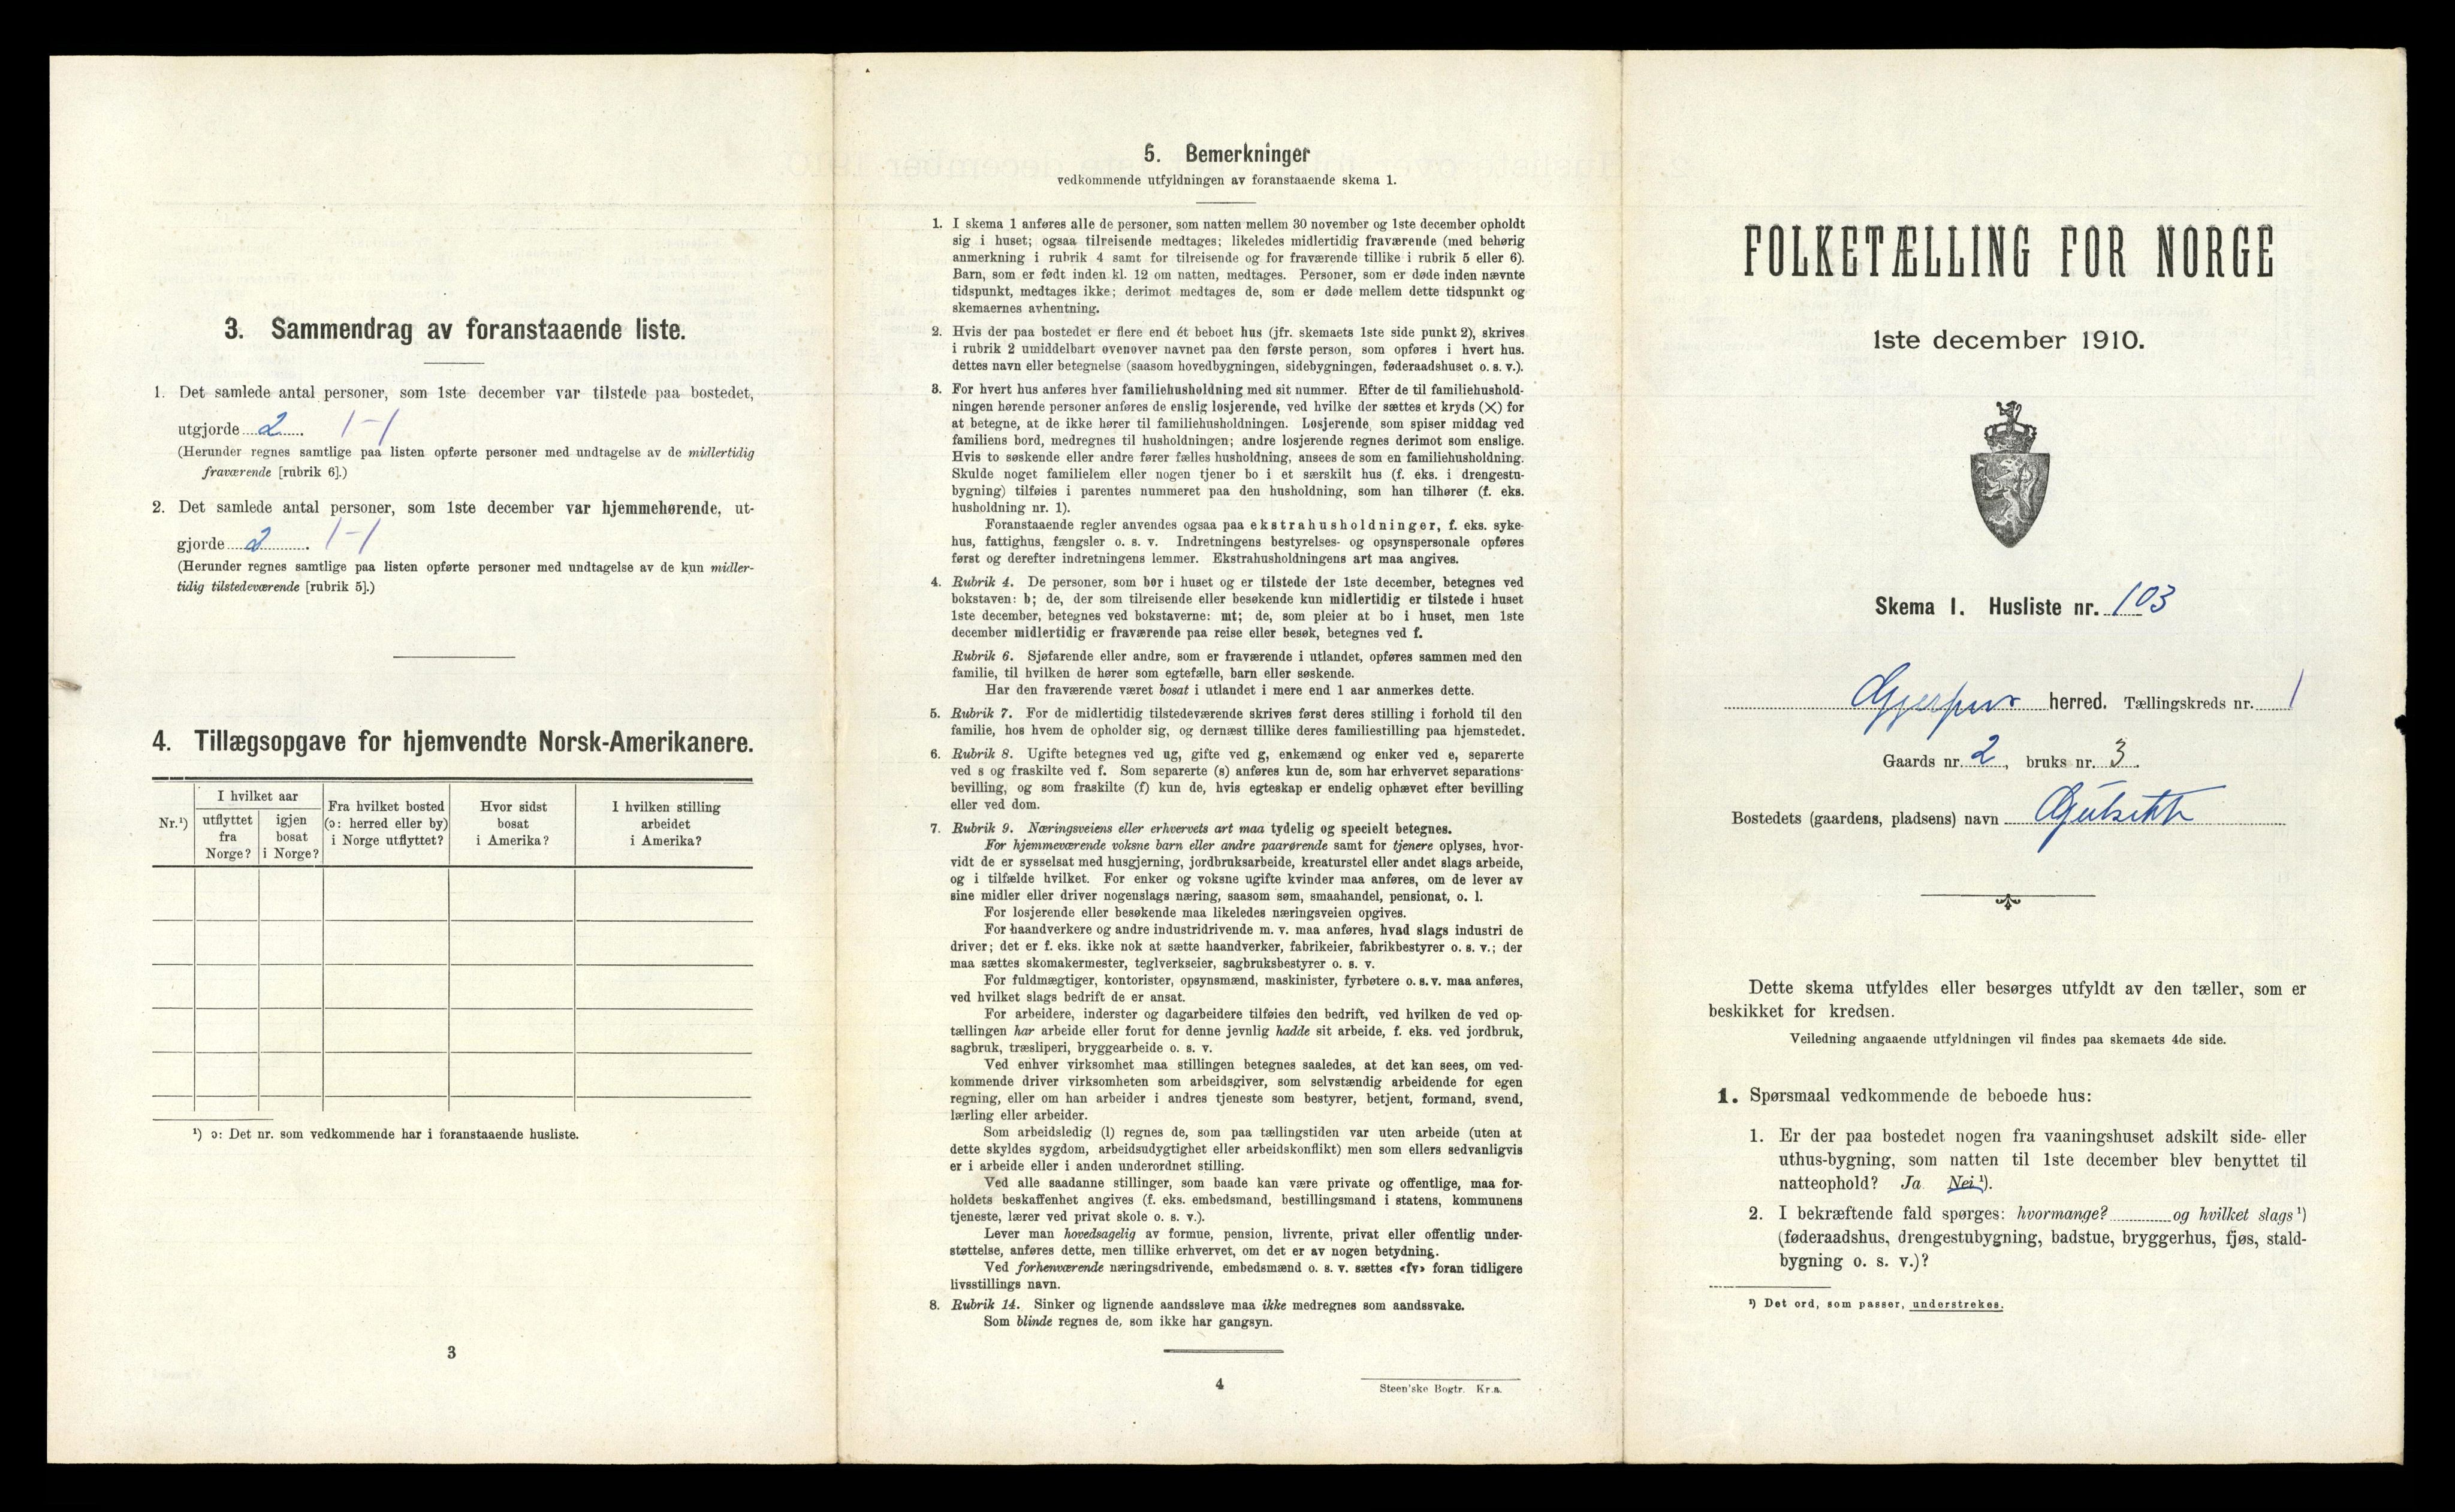 3. Sammendrag av foranstaaende liste.
1. Det samlede antal personer, som 1ste december var tilstede paa bostedet,
utgjorde 2. 1-1
(Herunder regnes samtlige paa listen opførte personer med undtagelse av de midlertidig
fraværende [rubrik 6].)
2. Det samlede antal personer, som 1ste december var hjemmehørende, ut-
gjorde 2. 1-1
(Herunder regnes samtlige paa listen opførte personer med undtagelse av de kun midler-
tidig tilstedeværende [rubrik 5].)
4. Tillægsopgave for hjemvendte Norsk-Amerikanere.
Nr.¹)
I hvilket aar
utflyttet
fra
Norge?
igjen
bosat
i Norge?
Fra hvilket bosted
(ɔ: herred eller by)
i Norge utflyttet?
Hvor sidst
bosat
i Amerika?
I hvilken stilling
arbeidet
i Amerika?
¹) ɔ: Det nr. som vedkommende har i foranstaaende husliste.
3
5. Bemerkninger
vedkommende utfyldningen av foranstaaende skema 1.
1. I skema 1 anføres alle de personer, som natten mellem 30 november og 1ste december opholdt
sig i huset; ogsaa tilreisende medtages; likeledes midlertidig fraværende (med behørig
anmerkning i rubrik 4 samt for tilreisende og for fraværende tillike i rubrik 5 eller 6).
Barn, som er født inden kl. 12 om natten, medtages. Personer, som er døde inden nævnte
tidspunkt, medtages ikke; derimot medtages de, som er døde mellem dette tidspunkt og
skemaernes avhentning.
2. Hvis der paa bostedet er flere end ét beboet hus (jfr. skemaets 1ste side punkt 2), skrives
i rubrik 2 umiddelbart ovenover navnet paa den første person, som opføres i hvert hus.
dettes navn eller betegnelse (saasom hovedbygningen, sidebygningen, føderaadshuset o. s. v.).
3. For hvert hus anføres hver familiehusholdning med sit nummer. Efter de til familiehushold-
ningen hørende personer anføres de enslig losjerende, ved hvilke der sættes et kryds (×) for
at betegne, at de ikke hører til familiehusholdningen. Losjerende, som spiser middag ved
familiens bord, medregnes til husholdningen; andre losjerende regnes derimot som enslige.
Hvis to søskende eller andre fører fælles husholdning, ansees de som en familiehusholdning.
Skulde noget familielem eller nogen tjener bo i et særskilt hus (f. eks. i drengestu-
bygning) tilføies i parentes nummeret paa den husholdning, som han tilhører (f. eks.
husholdning nr. 1).
Foranstaaende regler anvendes ogsaa paa ekstrahusholdninger, f. eks. syke-
hus, fattighus, fængsler o. s. v. Indretningens bestyrelses- og opsynspersonale opføres
først og derefter indretningens lemmer. Ekstrahusholdningens art maa angives.
4. Rubrik 4. De personer, som bor i huset og er tilstede der 1ste december, betegnes ved
bokstaven: b; de, der som tilreisende eller besøkende kun midlertidig er tilstede i huset
1ste december, betegnes ved bokstaverne: mt; de, som pleier at bo i huset, men 1ste
december midlertidig er fraværende paa reise eller besøk, betegnes ved f.
Rubrik 6. Sjøfarende eller andre, som er fraværende i utlandet, opføres sammen med den
familie, til hvilken de hører som egtefælle, barn eller søskende.
Har den fraværende været bosat i utlandet i mere end 1 aar anmerkes dette.
5. Rubrik 7. For de midlertidig tilstedeværende skrives først deres stilling i forhold til den
familie, hos hvem de opholder sig, og dernæst tillike deres familiestilling paa hjemstedet.
6. Rubrik 8. Ugifte betegnes ved ug, gifte ved g, enkemænd og enker ved e, separerte
ved s og fraskilte ved f. Som separerte (s) anføres kun de, som har erhvervet separations-
bevilling, og som fraskilte (f) kun de, hvis egteskap er endelig ophævet efter bevilling
eller ved dom.
7. Rubrik 9. Næringsveiens eller erhvervets art maa tydelig og specielt betegnes.
For hjemmeværende voksne barn eller andre paarørende samt for tjenere oplyses, hvor-
vidt de er sysselsat med husgjerning, jordbruksarbeide, kreaturstel eller andet slags arbeide,
og i tilfælde hvilket. For enker og voksne ugifte kvinder maa anføres, om de lever av
sine midler eller driver nogenslags næring, saasom søm, smaahandel, pensionat, o. l.
For losjerende eller besøkende maa likeledes næringsveien opgives.
For haandverkere og andre industridrivende m. v. maa anføres, hvad slags industri de
driver; det er f. eks. ikke nok at sætte haandverker, fabrikeier, fabrikbestyrer o. s. v.; der
maa sættes skomakermester, teglverkseier, sagbruksbestyrer o. s. v.
For fuldmægtiger, kontorister, opsynsmænd, maskinister, fyrbøtere o. s. v. maa anføres,
ved hvilket slags bedrift de er ansat.
For arbeidere, inderster og dagarbeidere tilføies den bedrift, ved hvilken de ved op-
tællingen har arbeide eller forut for denne jevnlig hadde sit arbeide, f. eks. ved jordbruk,
sagbruk, træsliperi, bryggearbeide o. s. v.
Ved enhver virksomhet maa stillingen betegnes saaledes, at det kan sees, om ved-
kommende driver virksomheten som arbeidsgiver, som selvstændig arbeidende for egen
regning, eller om han arbeider i andres tjeneste som bestyrer, betjent, formand, svend,
lærling eller arbeider.
Som arbeidsledig (l) regnes de, som paa tællingstiden var uten arbeide (uten at
dette skyldes sygdom, arbeidsudygtighet eller arbeidskonflikt) men som ellers sedvanligvis
er i arbeide eller i anden underordnet stilling.
Ved alle saadanne stillinger, som baade kan være private og offentlige, maa for-
holdets beskaffenhet angives (f. eks. embedsmand, bestillingsmand i statens, kommunens
tjeneste, lærer ved privat skole o. s. v.).
Lever man hovedsagelig av formue, pension, livrente, privat eller offentlig under-
støttelse, anføres dette, men tillike erhvervet, om det er av nogen betydning.
Ved forhenværende næringsdrivende, embedsmænd o. s. v. sættes «fv» foran tidligere
livsstillings navn.
8. Rubrik 14. Sinker og lignende aandssløve maa ikke medregnes som aandssvake.
Som blinde regnes de, som ikke har gangsyn.
4
Steen'ske Bogtr. Kr.a.
FOLKETÆLLING FOR NORGE
1ste december 1910.
Skema 1. Husliste nr. 103
Gjerpen herred. Tællingskreds nr. 1
Gaards nr. 2, bruks nr. 3.
Bostedets (gaardens, pladsens) navn
Dette skema utfyldes eller besørges utfyldt av den tæller, som er
beskikket for kredsen.
Veiledning angaaende utfyldningen vil findes paa skemaets 4de side.
1. Spørsmaal vedkommende de beboede hus:
1. Er der paa bostedet nogen fra vaaningshuset adskilt side- eller
uthus-bygning, som natten til 1ste december blev benyttet til
natteophold? Ja Nei ¹).
2. I bekræftende fald spørges: hvormange? og hvilket slags ¹)
(føderaadshus, drengestubygning, badstue, bryggerhus, fjøs, stald-
bygning o. s. v.)?
¹) Det ord, som passer, understrekes.